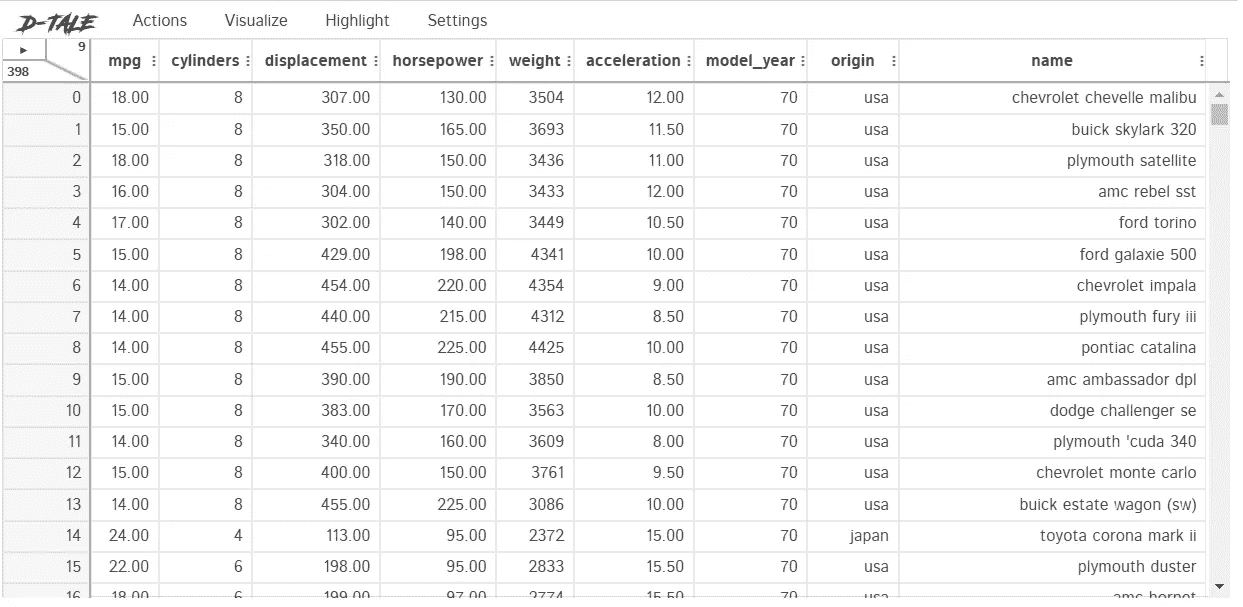 D-TALE Actions Visualize Highlight Settings
9
398
mpg cylinders displacement horsepower weight acceleration model_year origin name
0 18.00 8 307.00 130.00 3504 12.00 70 usa chevrolet chevelle malibu
1 15.00 8 350.00 165.00 3693 11.50 70 usa buick skylark 320
2 18.00 8 318.00 150.00 3436 11.00 70 usa plymouth satellite
3 16.00 8 304.00 150.00 3433 12.00 70 usa amc rebel sst
4 17.00 8 302.00 140.00 3449 10.50 70 usa ford torino
5 15.00 8 429.00 198.00 4341 10.00 70 usa ford galaxie 500
6 14.00 8 454.00 220.00 4354 9.00 70 usa chevrolet impala
7 14.00 8 440.00 215.00 4312 8.50 70 usa plymouth fury iii
8 14.00 8 455.00 225.00 4425 10.00 70 usa pontiac catalina
9 15.00 8 390.00 190.00 3850 8.50 70 usa amc ambassador dpl
10 15.00 8 383.00 170.00 3563 10.00 70 usa dodge challenger se
11 14.00 8 340.00 160.00 3609 8.00 70 usa plymouth 'cuda 340
12 15.00 8 400.00 150.00 3761 9.50 70 usa chevrolet monte carlo
13 14.00 8 455.00 225.00 3086 10.00 70 usa buick estate wagon (sw)
14 24.00 4 113.00 95.00 2372 15.00 70 japan toyota corona mark ii
15 22.00 6 198.00 95.00 2833 15.50 70 usa plymouth duster
16 18.00 6 199.00 97.00 2774 15.50 70 usa amc hornet